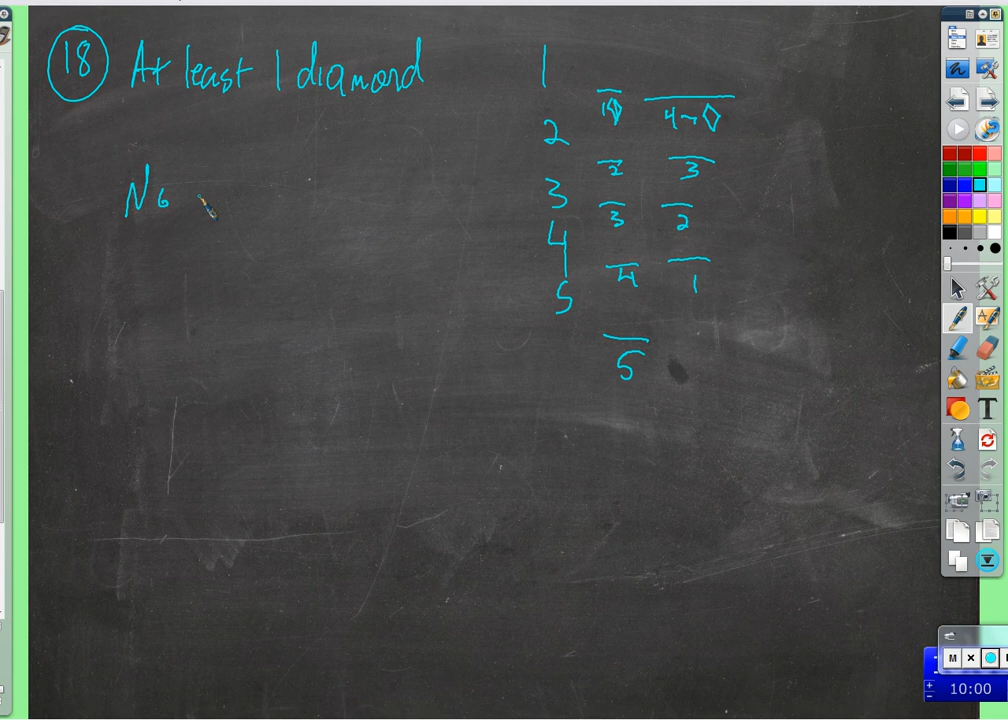 18 At least 1 diamond
No
1
1◊ 4¬◊
2
2 3
3
3 2
4
4 1
5
5
T
M
10:00